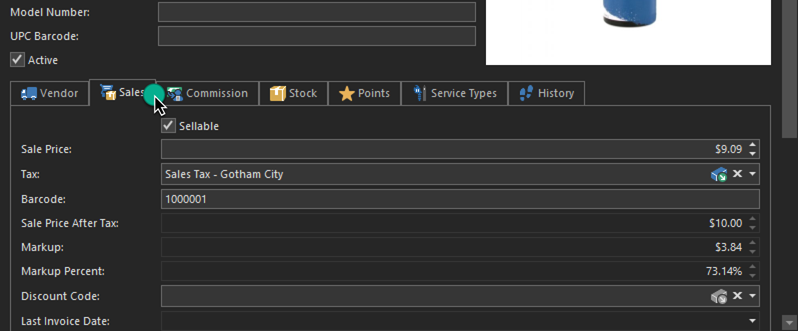 Model Number:
UPC Barcode:
Active
Vendor Sales Commission Stock Points Service Types History
Sellable
Sale Price: $9.09
Tax: Sales Tax - Gotham City
Barcode: 1000001
Sale Price After Tax: $10.00
Markup: $3.84
Markup Percent: 73.14%
Discount Code:
Last Invoice Date: